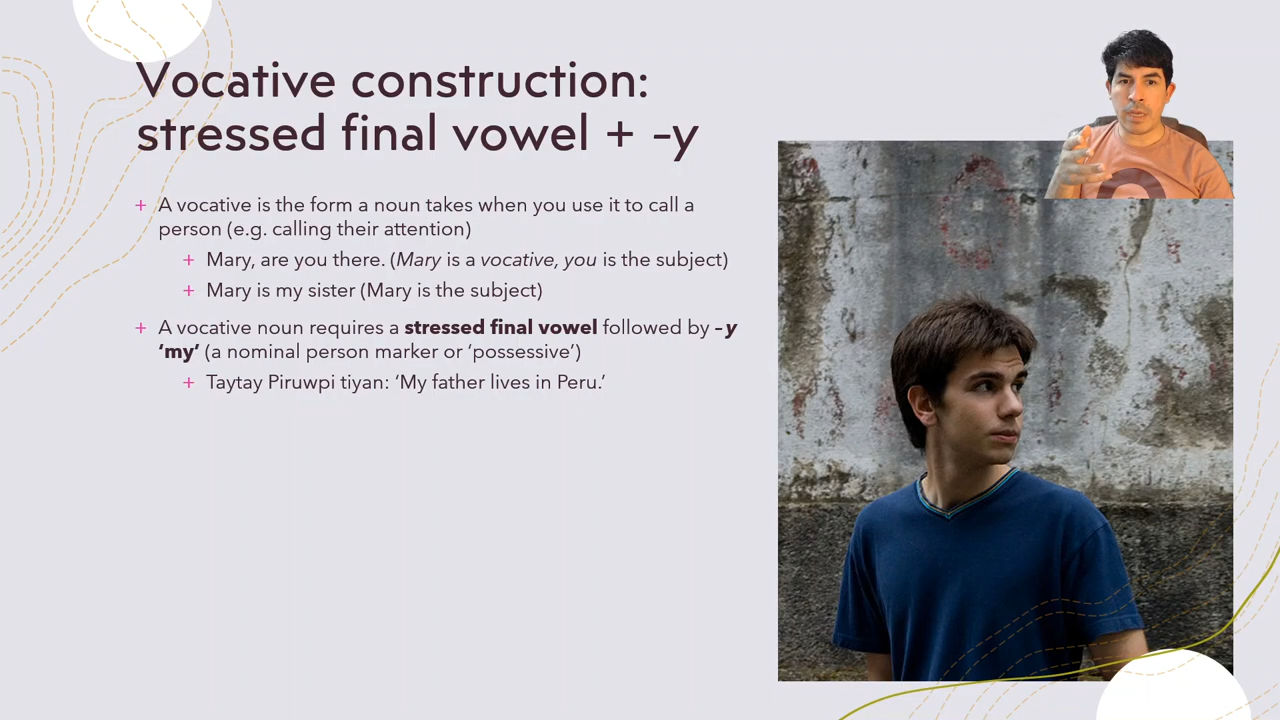 Vocative construction:
stressed final vowel + -y
+ A vocative is the form a noun takes when you use it to call a
person (e.g. calling their attention)
+ Mary, are you there. (Mary is a vocative, you is the subject)
+ Mary is my sister (Mary is the subject)
+ A vocative noun requires a stressed final vowel followed by –y
‘my’ (a nominal person marker or ‘possessive’)
+ Taytay Piruwpi tiyan: ‘My father lives in Peru.’